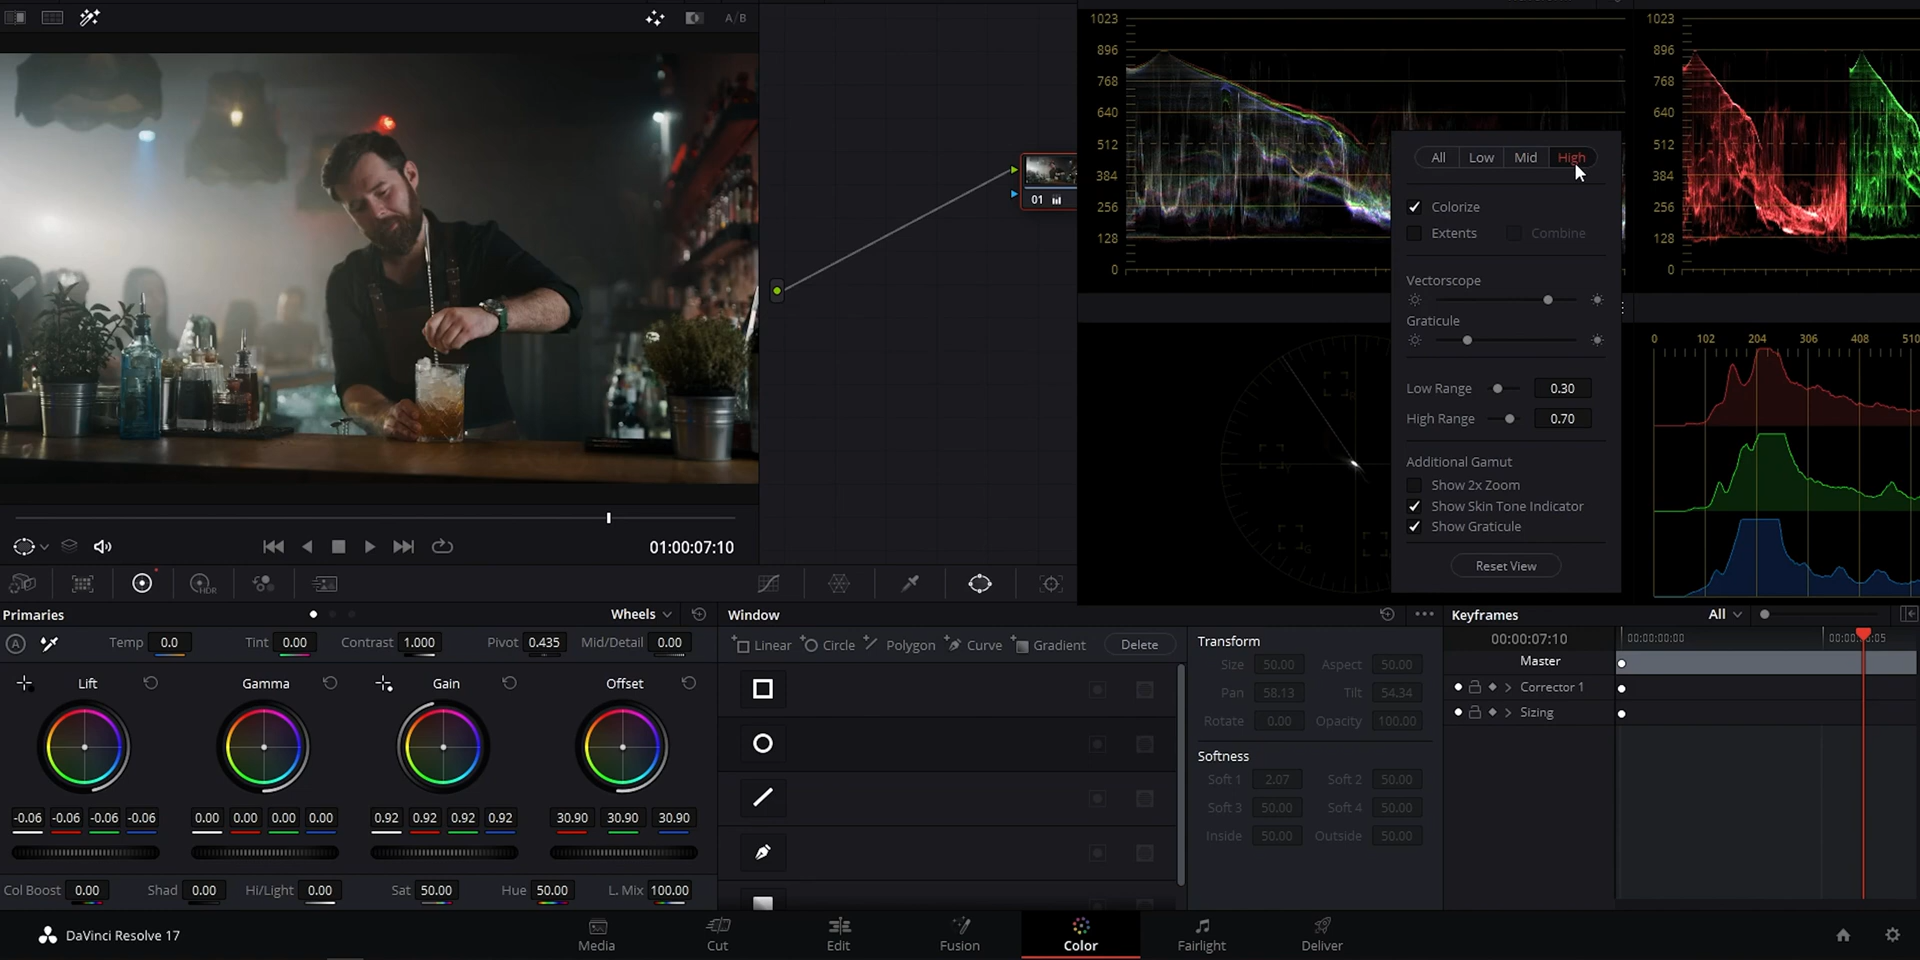 A/B
1023
896
768
640
512
384
256
128
0
1023
896
768
640
512
384
256
128
0
01
All Low Mid High
Colorize
Extents Combine
Vectorscope
Graticule
Low Range 0.30
High Range 0.70
Additional Gamut
Show 2x Zoom
Show Skin Tone Indicator
Show Graticule
Reset View
0 102 204 306 408 510
01:00:07:10
HDR
Primaries Wheels
A Temp 0.0 Tint 0.00 Contrast 1.000 Pivot 0.435 Mid/Detail 0.00
Lift Gamma Gain Offset
-0.06 -0.06 -0.06 -0.06 0.00 0.00 0.00 0.00 0.92 0.92 0.92 0.92 30.90 30.90 30.90
Col Boost 0.00 Shad 0.00 Hi/Light 0.00 Sat 50.00 Hue 50.00 L. Mix 100.00
Window
Linear Circle Polygon Curve Gradient Delete
Transform
Size 50.00 Aspect 50.00
Pan 58.13 Tilt 54.34
Rotate 0.00 Opacity 100.00
Softness
Soft 1 2.07 Soft 2 50.00
Soft 3 50.00 Soft 4 50.00
Inside 50.00 Outside 50.00
Keyframes All
00:00:07:10 00:00:00:00
Master
Corrector 1
Sizing
DaVinci Resolve 17
Media Cut Edit Fusion Color Fairlight Deliver